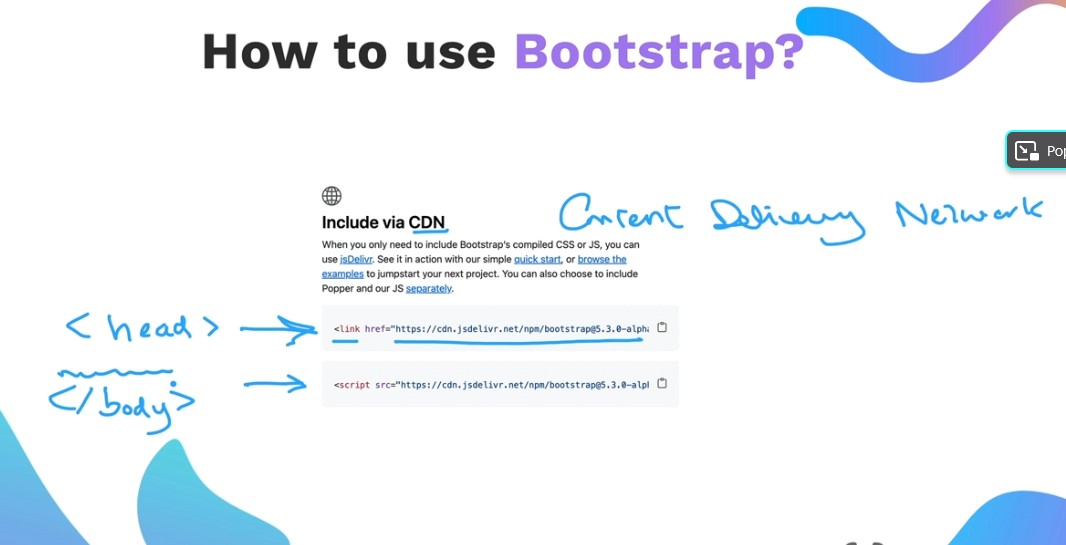 How to use Bootstrap?
Pop
Include via CDN
Content Delivery Network
When you only need to include Bootstrap's compiled CSS or JS, you can
use jsDelivr. See it in action with our simple quick start, or browse the
examples to jumpstart your next project. You can also choose to include
Popper and our JS separately.
<head>
<link href="https://cdn.jsdelivr.net/npm/bootstrap@5.3.0-alpha
<script src="https://cdn.jsdelivr.net/npm/bootstrap@5.3.0-alpl
</body>